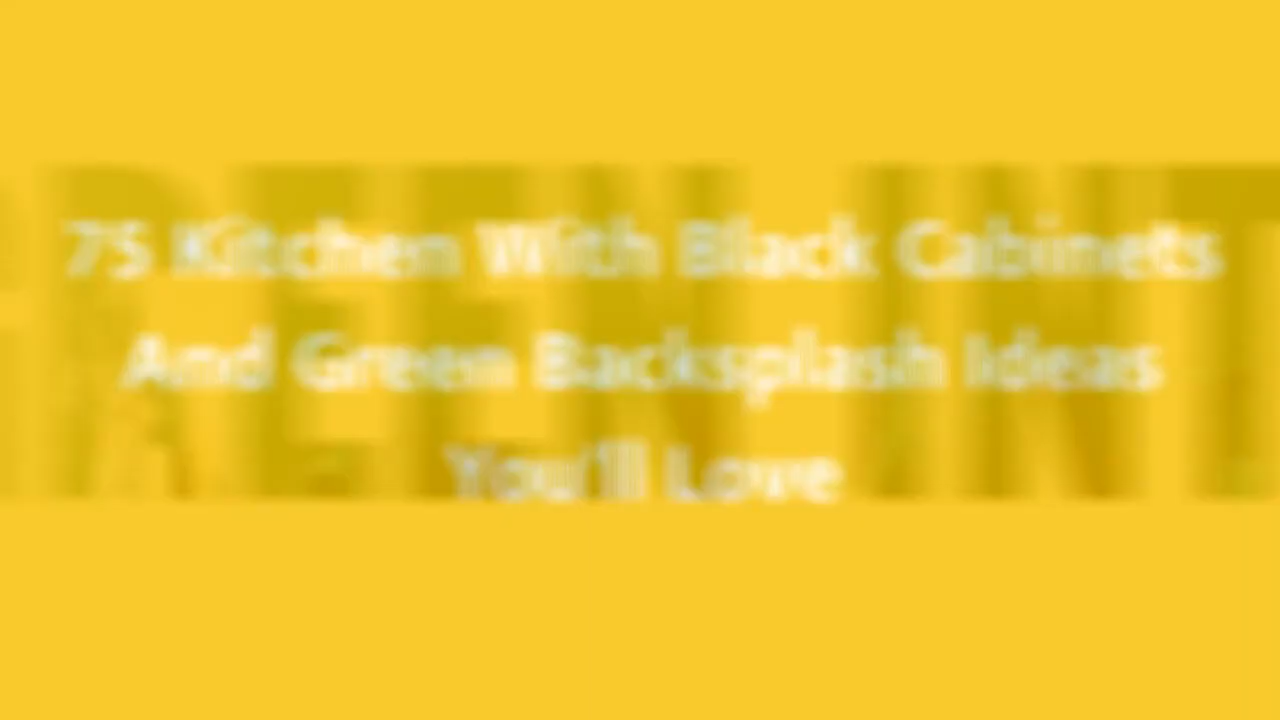 75 Kitchen With Black Cabinets
And Green Backsplash Ideas
You'll Love